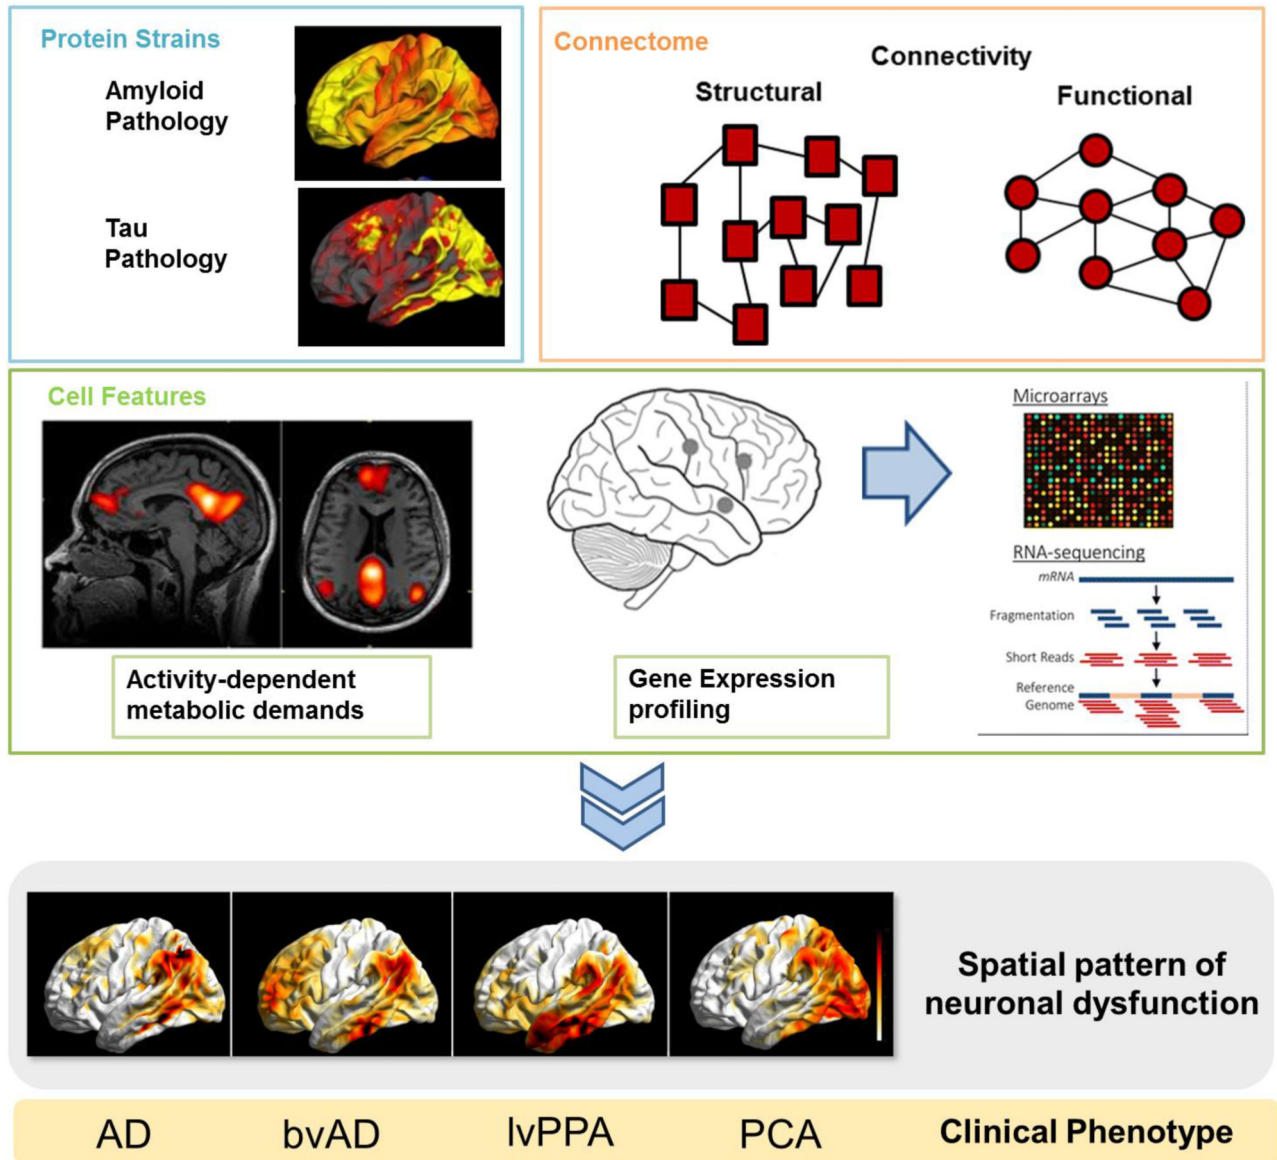 Protein Strains
Amyloid
Pathology
Tau
Pathology
Connectome
Connectivity
Structural
Functional
Cell Features
Activity-dependent
metabolic demands
Gene Expression
profiling
Microarrays
RNA-sequencing
mRNA
Fragmentation
Short Reads
Reference
Genome
Spatial pattern of
neuronal dysfunction
AD bvAD lvPPA PCA Clinical Phenotype